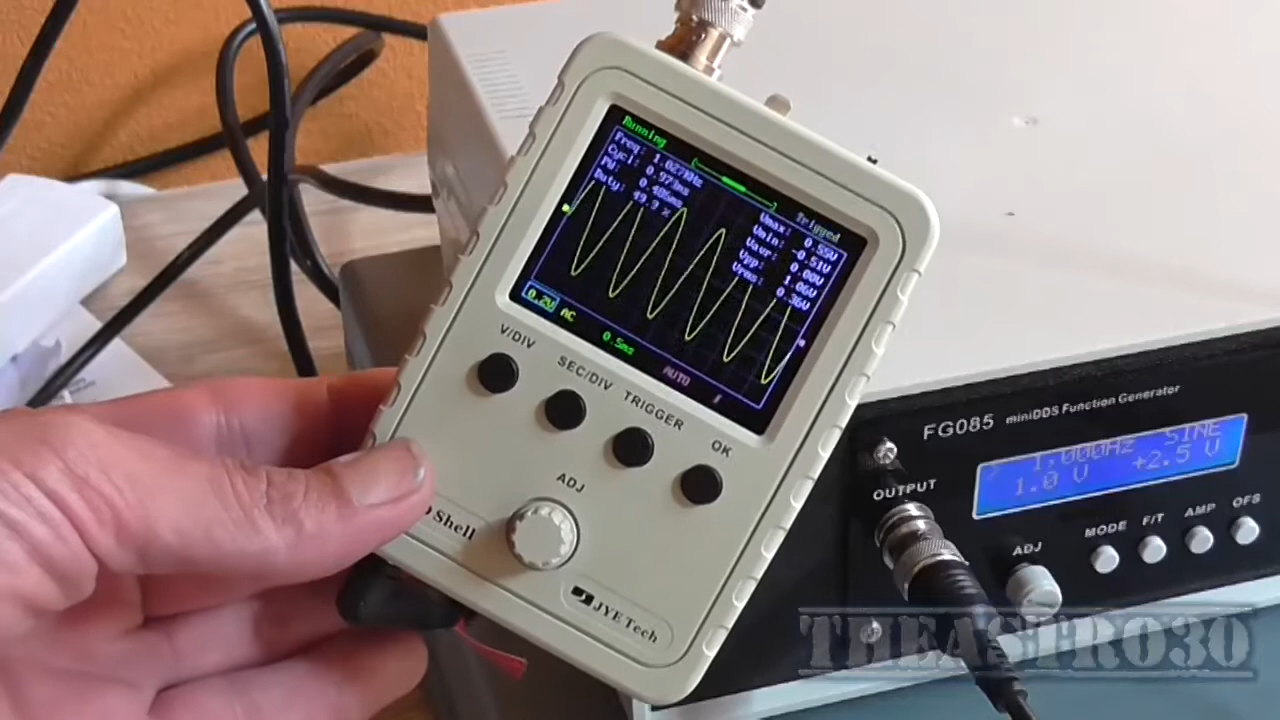 Running
Freq: 1.027KHz
Cycl: 0.973ms
PW: 0.486ms
Duty: 49.9 %
Trigged
Vmax: 0.55V
Vmin: -0.51V
Vavr: 0.00V
Vpp: 1.06V
Vrms: 0.36V
0.2V AC 0.5ms AUTO
V/DIV SEC/DIV TRIGGER OK
ADJ
O Shell
JYE Tech
FG085 miniDDS Function Generator
1,000HZ SINE
1.0 V +2.5 V
OUTPUT
ADJ MODE F/T AMP OFS
THEASTRO30